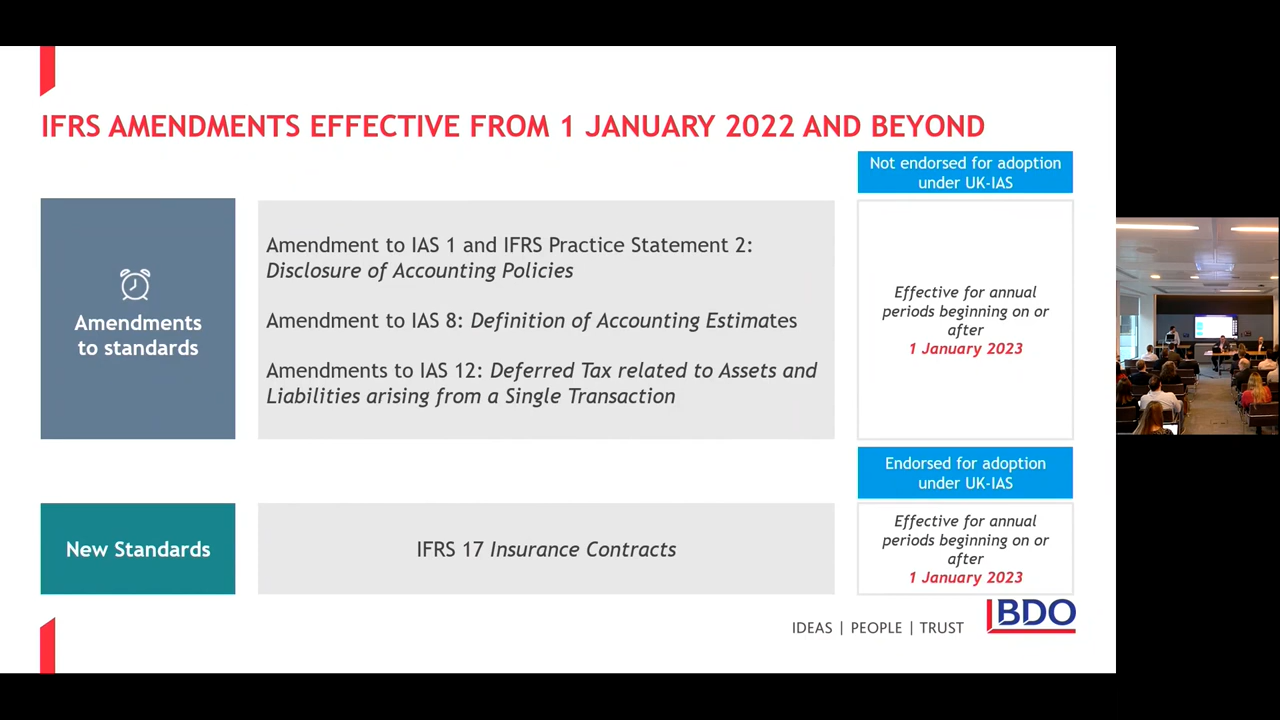 IFRS AMENDMENTS EFFECTIVE FROM 1 JANUARY 2022 AND BEYOND
Not endorsed for adoption
under UK-IAS
Amendments
to standards
Amendment to IAS 1 and IFRS Practice Statement 2:
Disclosure of Accounting Policies
Amendment to IAS 8: Definition of Accounting Estimates
Amendments to IAS 12: Deferred Tax related to Assets and
Liabilities arising from a Single Transaction
Effective for annual
periods beginning on or
after
1 January 2023
Endorsed for adoption
under UK-IAS
New Standards
IFRS 17 Insurance Contracts
Effective for annual
periods beginning on or
after
1 January 2023
IDEAS | PEOPLE | TRUST
BDO